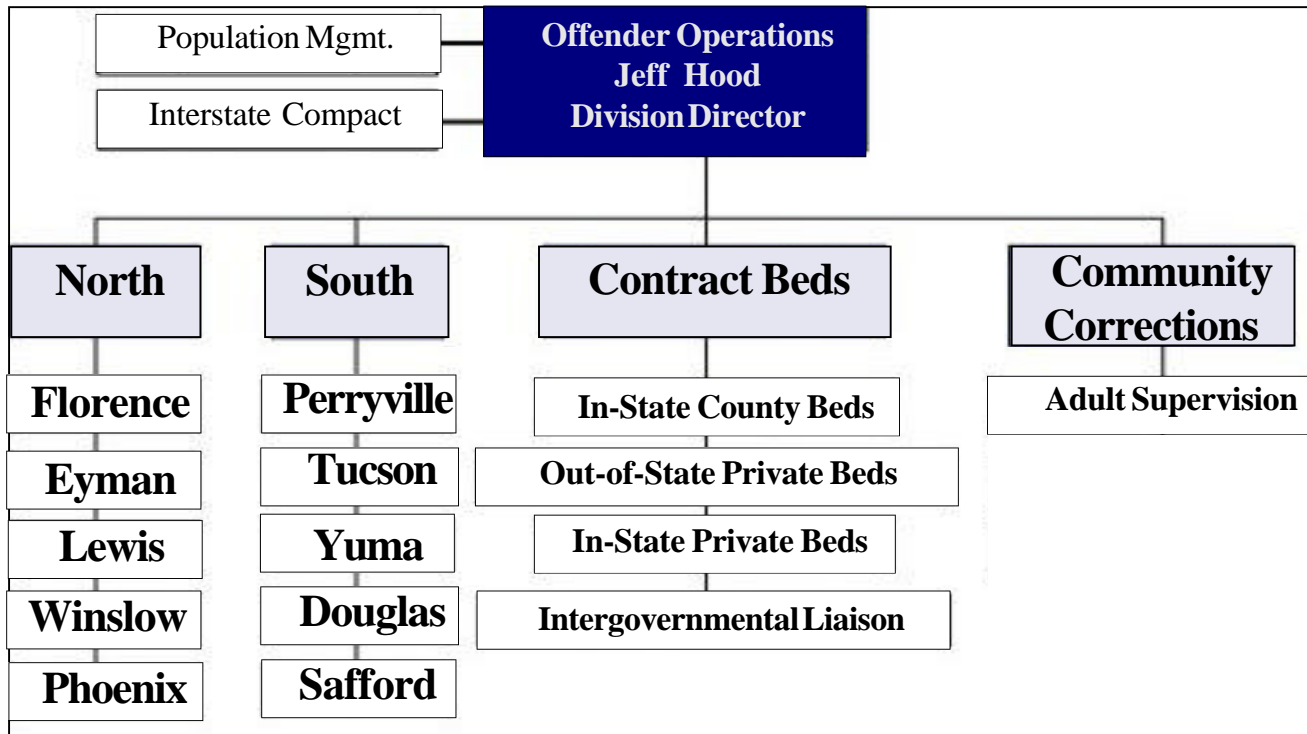 Population Mgmt.
Interstate Compact
Offender Operations
Jeff Hood
Division Director
North
Florence
Eyman
Lewis
Winslow
Phoenix
South
Perryville
Tucson
Yuma
Douglas
Safford
Contract Beds
In-State County Beds
Out-of-State Private Beds
In-State Private Beds
Intergovernmental Liaison
Community
Corrections
Adult Supervision